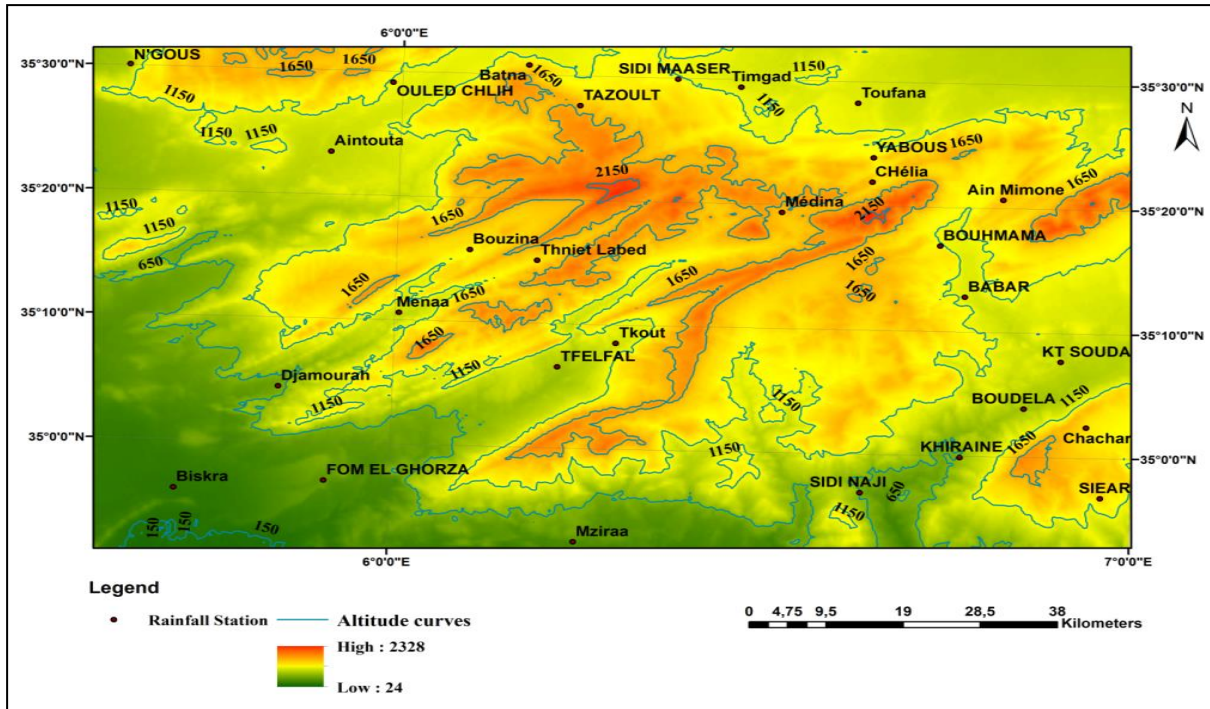 6°0'0"E
N'GOUS
35°30'0"N
1650
1650
1650
Batna
1650
SIDI MAASER
Timgad
1150
35°30'0"N
1150
OULED CHLIH
TAZOULT
1150
Toufana
N
1150
1150
Aintouta
YABOUS
1650
CHélia
2150
Ain Mimone
1650
35°20'0"N
1150
1150
1650
Médina
2150
35°20'0"N
650
Bouzina
Thniet Labed
BOUHMAMA
1650
1650
1650
1650
1650
BABAR
35°10'0"N
Menaa
1650
Tkout
35°10'0"N
TFELFAL
1150
KT SOUDA
Djamourah
1150
1150
BOUDELA
1150
35°0'0"N
1150
1650
Chachar
KHIRAINE
35°0'0"N
Biskra
FOM EL GHORZA
SIDI NAJI
650
SIEAR
150
150
150
1150
Mziraa
6°0'0"E
7°0'0"E
Legend
Rainfall Station
Altitude curves
High : 2328
Low : 24
0 4,75 9,5 19 28,5 38
Kilometers